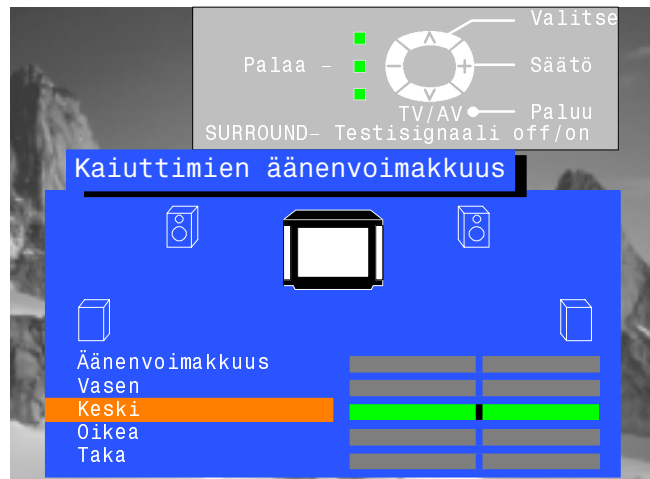 Valitse
Palaa – Säätö
TV/AV Paluu
SURROUND– Testisignaali off/on
Kaiuttimien äänenvoimakkuus
Äänenvoimakkuus
Vasen
Keski
Oikea
Taka